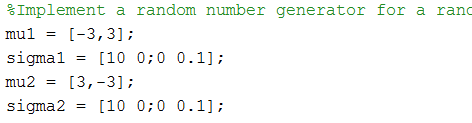 %Implement a random number generator for a
mu1 = [-3,3];
sigma1 = [10 0;0 0.1];
mu2 = [3,-3];
sigma2 = [10 0;0 0.1];